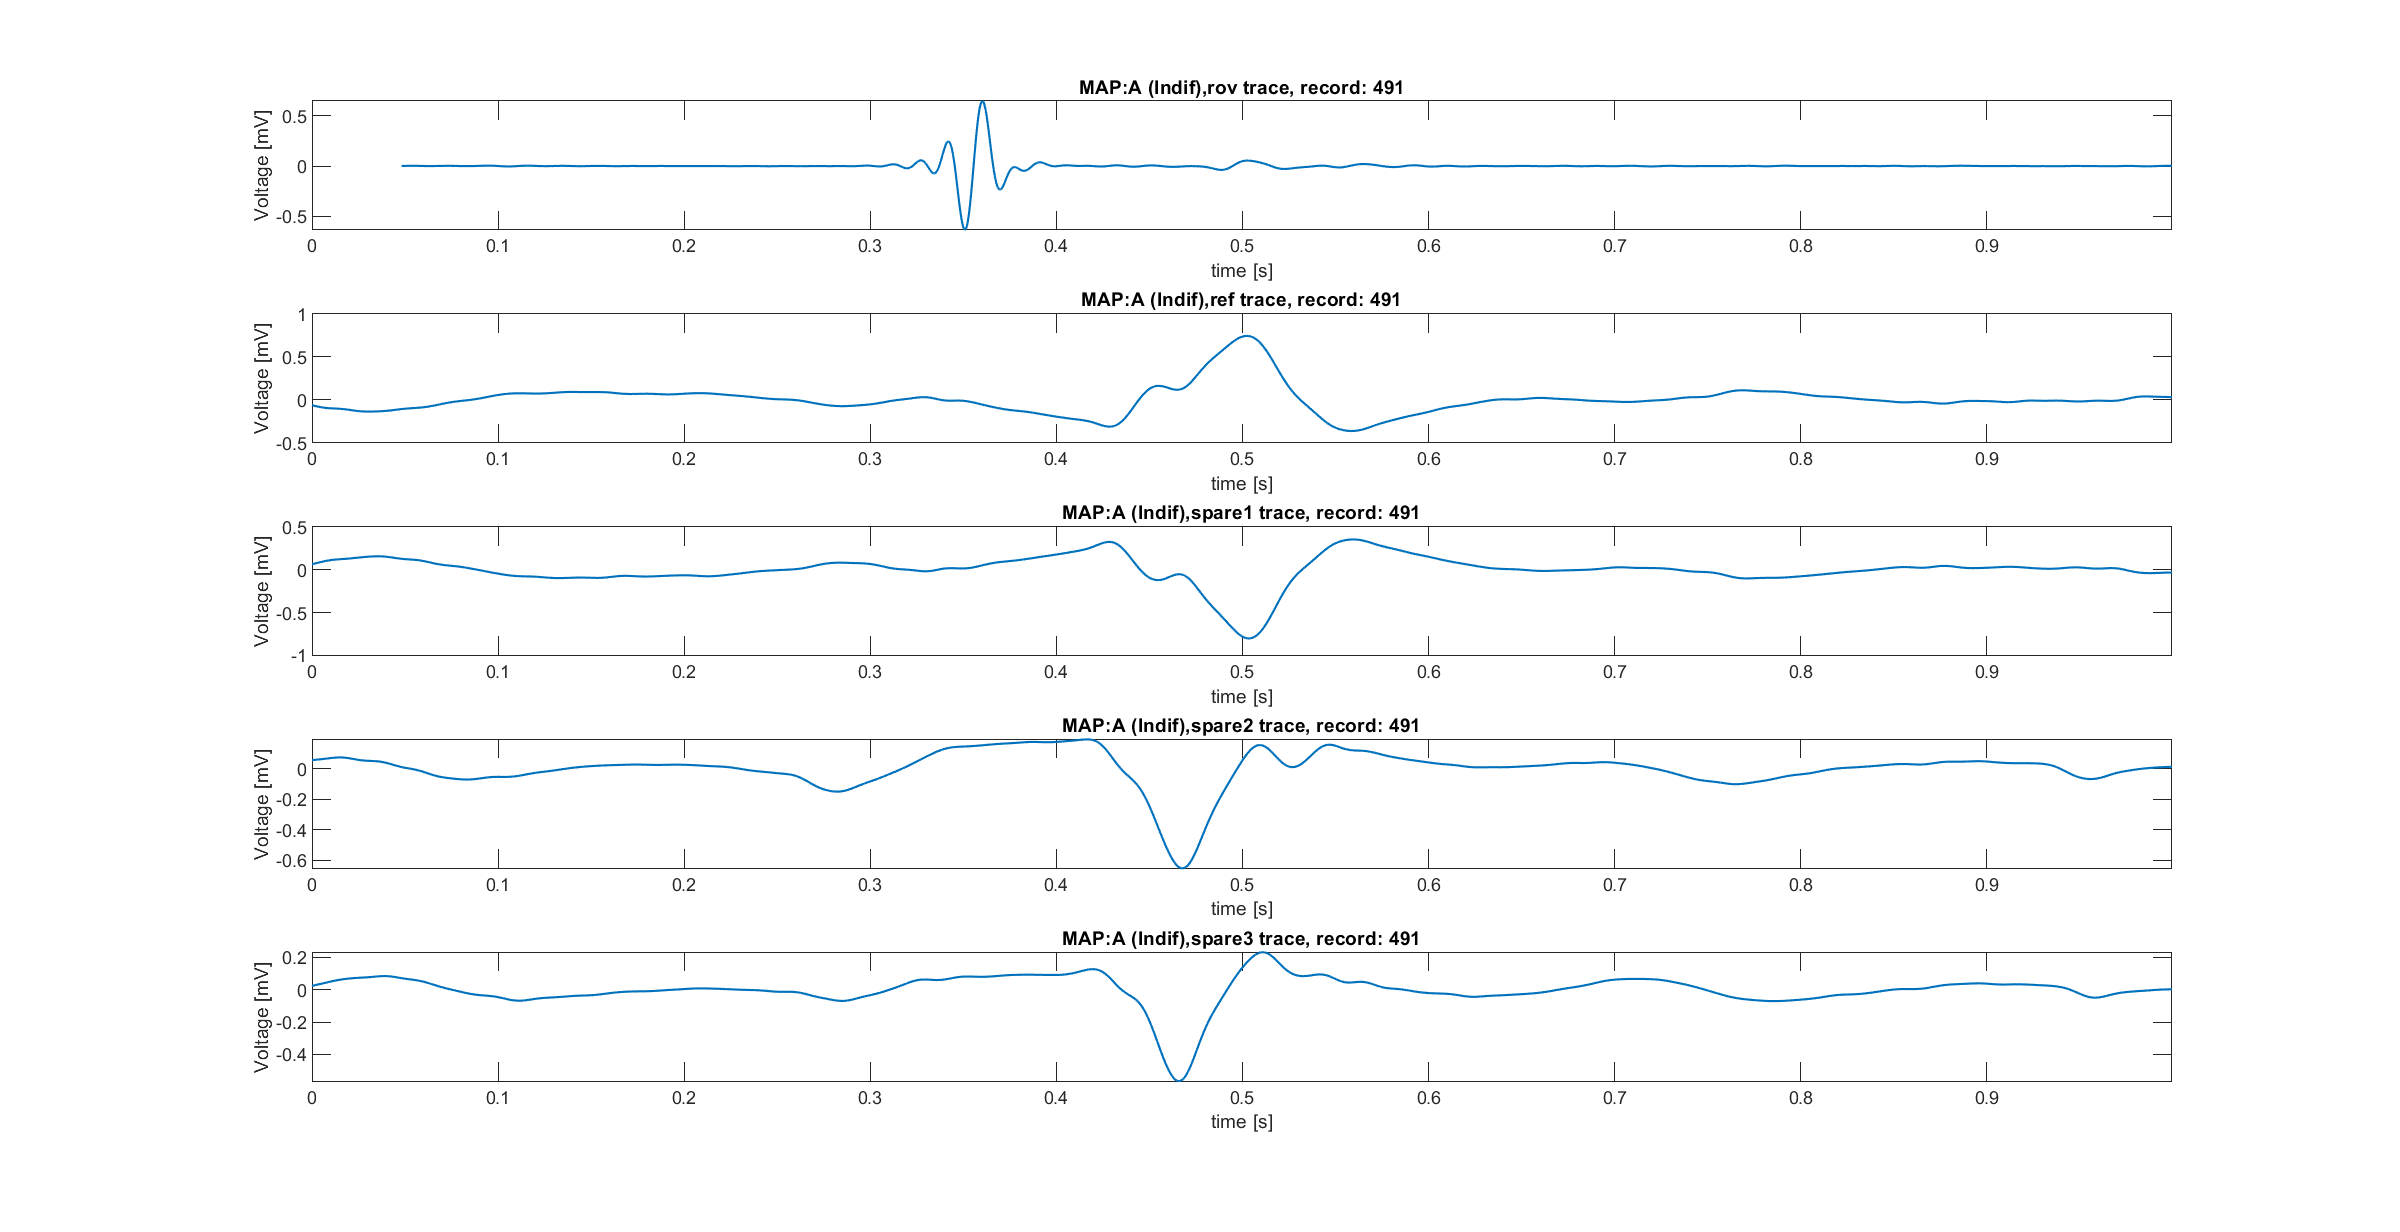 MAP:A (Indif),rov trace, record: 491
Voltage [mV]
0.5
0
-0.5
0 0.1 0.2 0.3 0.4 0.5 0.6 0.7 0.8 0.9
time [s]
MAP:A (Indif),ref trace, record: 491
Voltage [mV]
1
0.5
0
-0.5
0 0.1 0.2 0.3 0.4 0.5 0.6 0.7 0.8 0.9
time [s]
MAP:A (Indif),spare1 trace, record: 491
Voltage [mV]
0.5
0
-0.5
-1
0 0.1 0.2 0.3 0.4 0.5 0.6 0.7 0.8 0.9
time [s]
MAP:A (Indif),spare2 trace, record: 491
Voltage [mV]
0
-0.2
-0.4
-0.6
0 0.1 0.2 0.3 0.4 0.5 0.6 0.7 0.8 0.9
time [s]
MAP:A (Indif),spare3 trace, record: 491
Voltage [mV]
0.2
0
-0.2
-0.4
0 0.1 0.2 0.3 0.4 0.5 0.6 0.7 0.8 0.9
time [s]